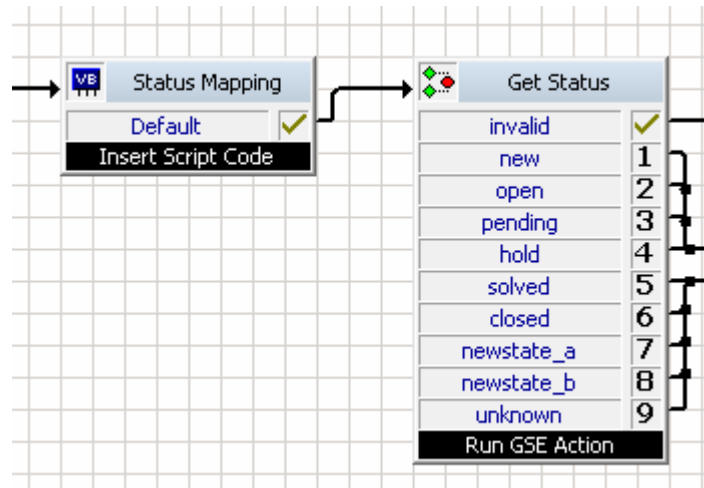 VB
Status Mapping
Default
Insert Script Code
Get Status
invalid
new 1
open 2
pending 3
hold 4
solved 5
closed 6
newstate_a 7
newstate_b 8
unknown 9
Run GSE Action